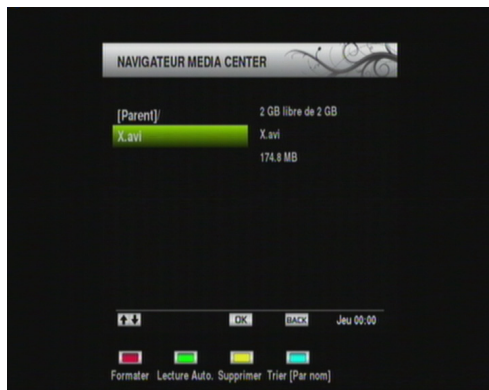 NAVIGATEUR MEDIA CENTER
[Parent]/
2 GB libre de 2 GB
X.avi
X.avi
174.8 MB
OK
BACK
Jeu 00:00
Formater
Lecture Auto.
Supprimer
Trier [Par nom]